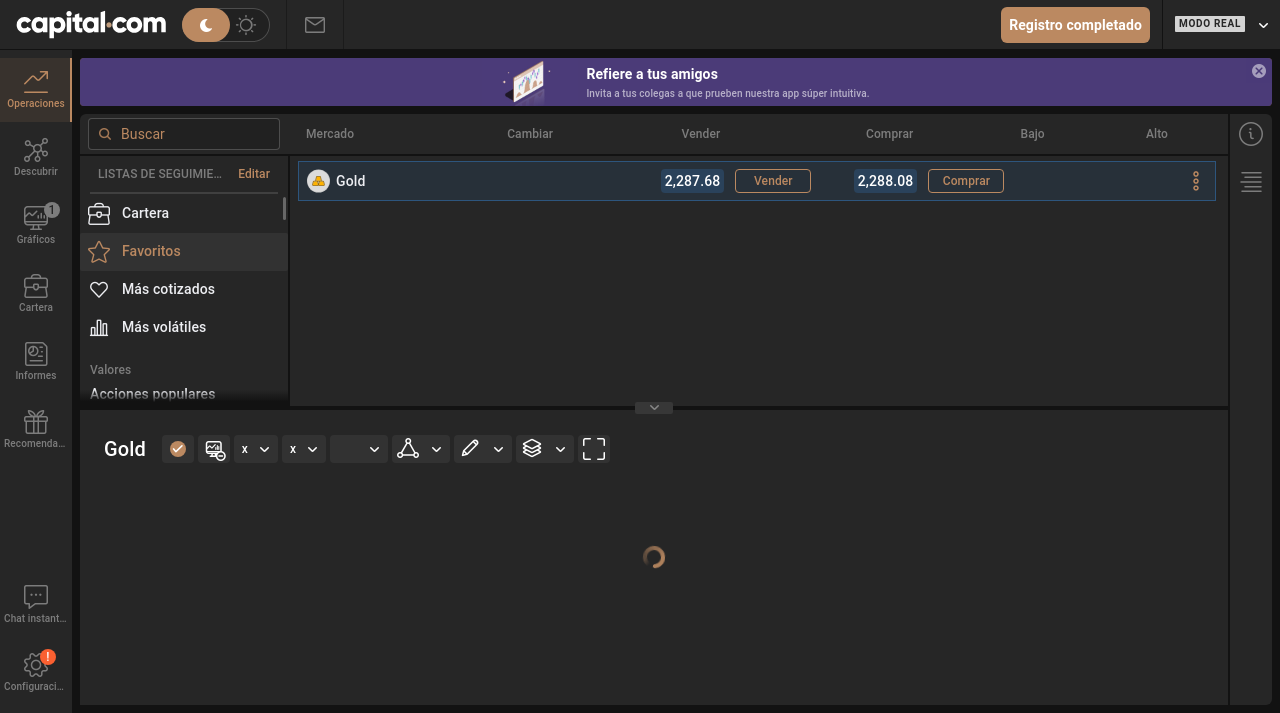 capital.com
Registro completado
MODO REAL
Operaciones
Descubrir
1
Gráficos
Cartera
Informes
Recomenda...
Chat instant...
!
Configuraci...
Refiere a tus amigos
Invita a tus colegas a que prueben nuestra app súper intuitiva.
Buscar
Mercado Cambiar Vender Comprar Bajo Alto
LISTAS DE SEGUIMIE... Editar
Cartera
Favoritos
Más cotizados
Más volátiles
Valores
Acciones populares
Gold 2,287.68 Vender 2,288.08 Comprar
Gold x x